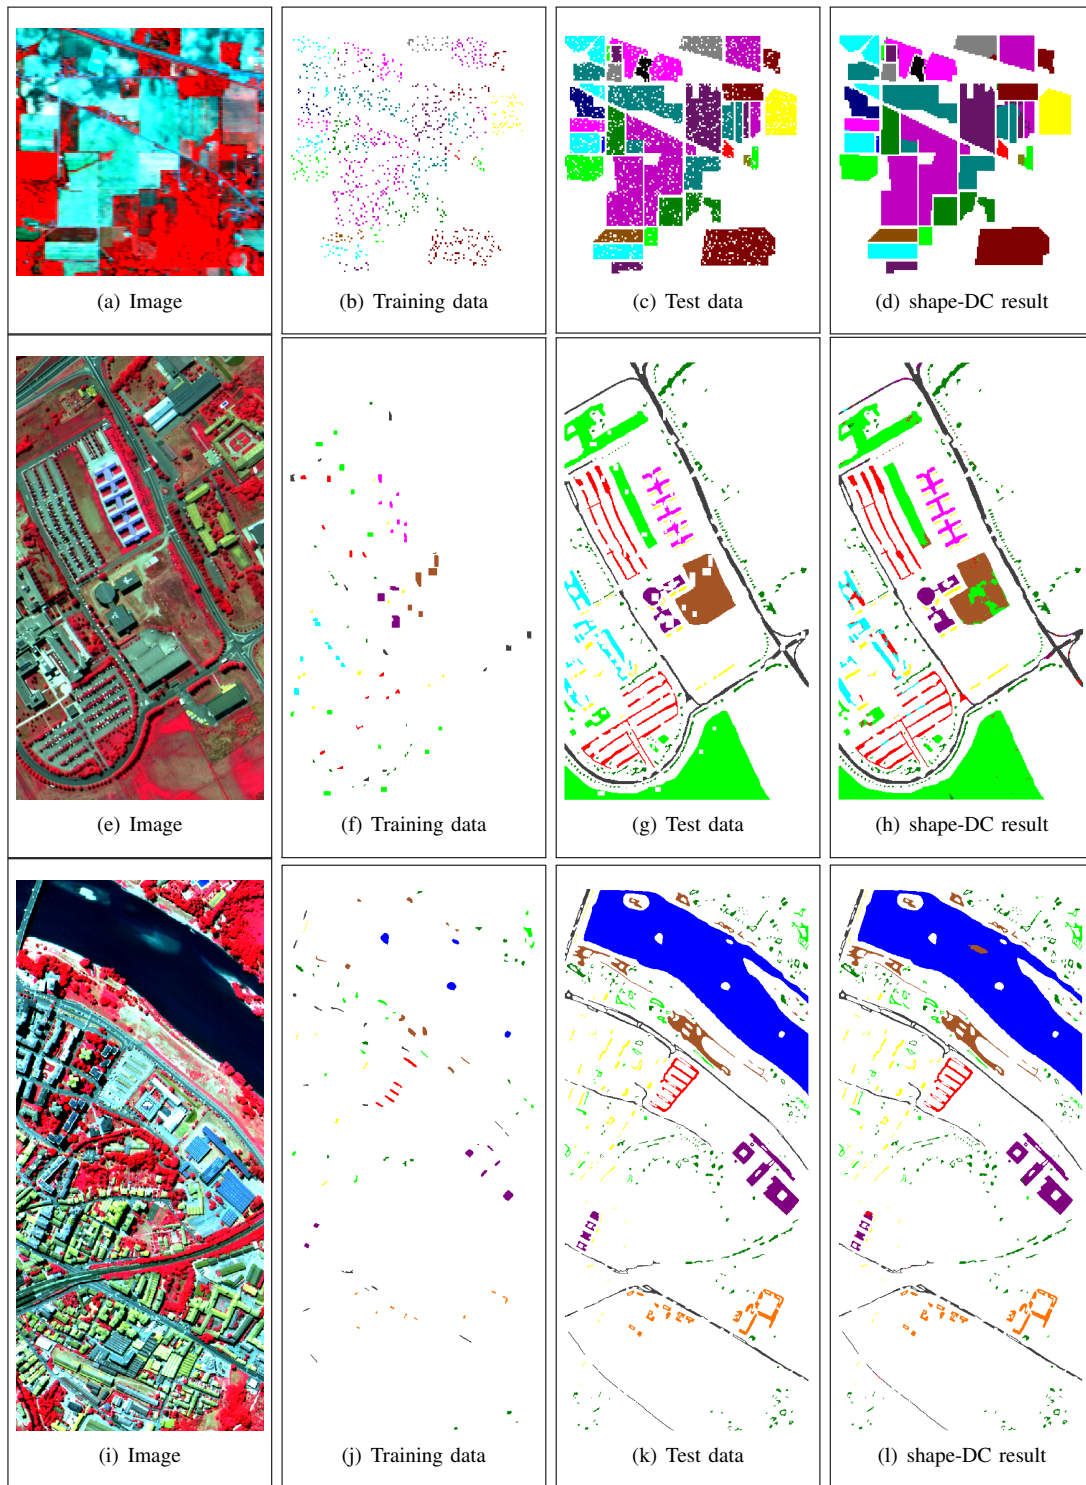 (a) Image
(b) Training data
(c) Test data
(d) shape-DC result
(e) Image
(f) Training data
(g) Test data
(h) shape-DC result
(i) Image
(j) Training data
(k) Test data
(l) shape-DC result